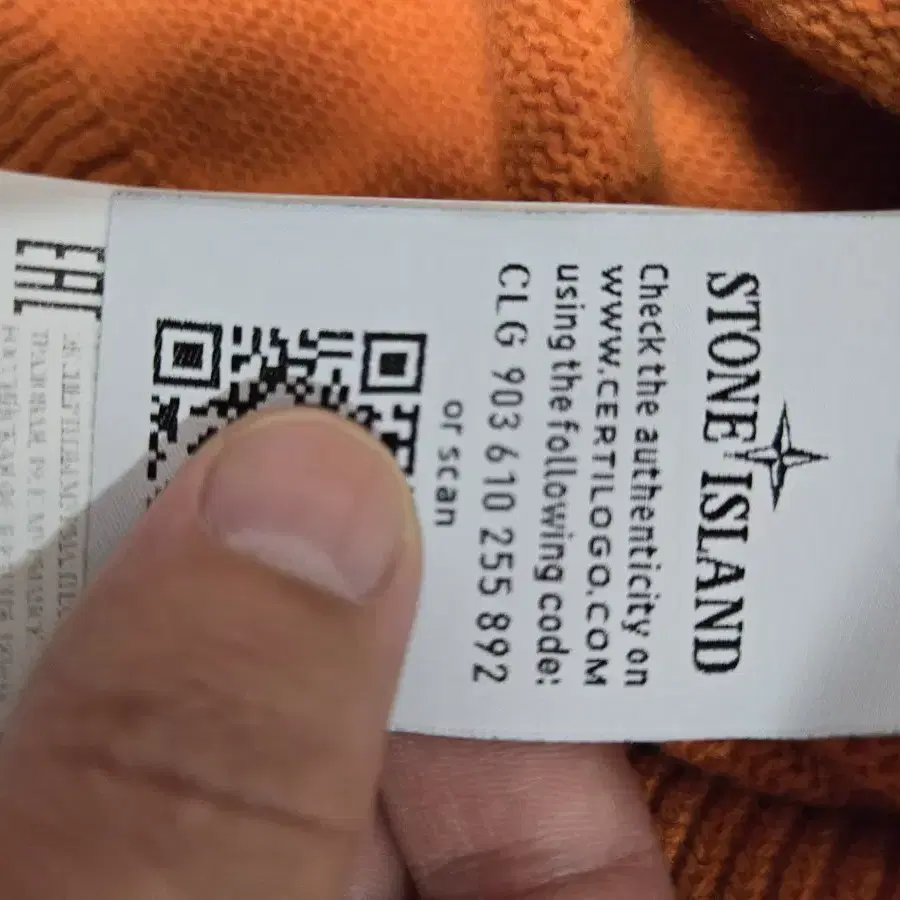 STONE ISLAND
Check the authenticity on
WWW.CERTILOGO.COM
using the following code:
CLG 903 610 255 892
or scan
EAC